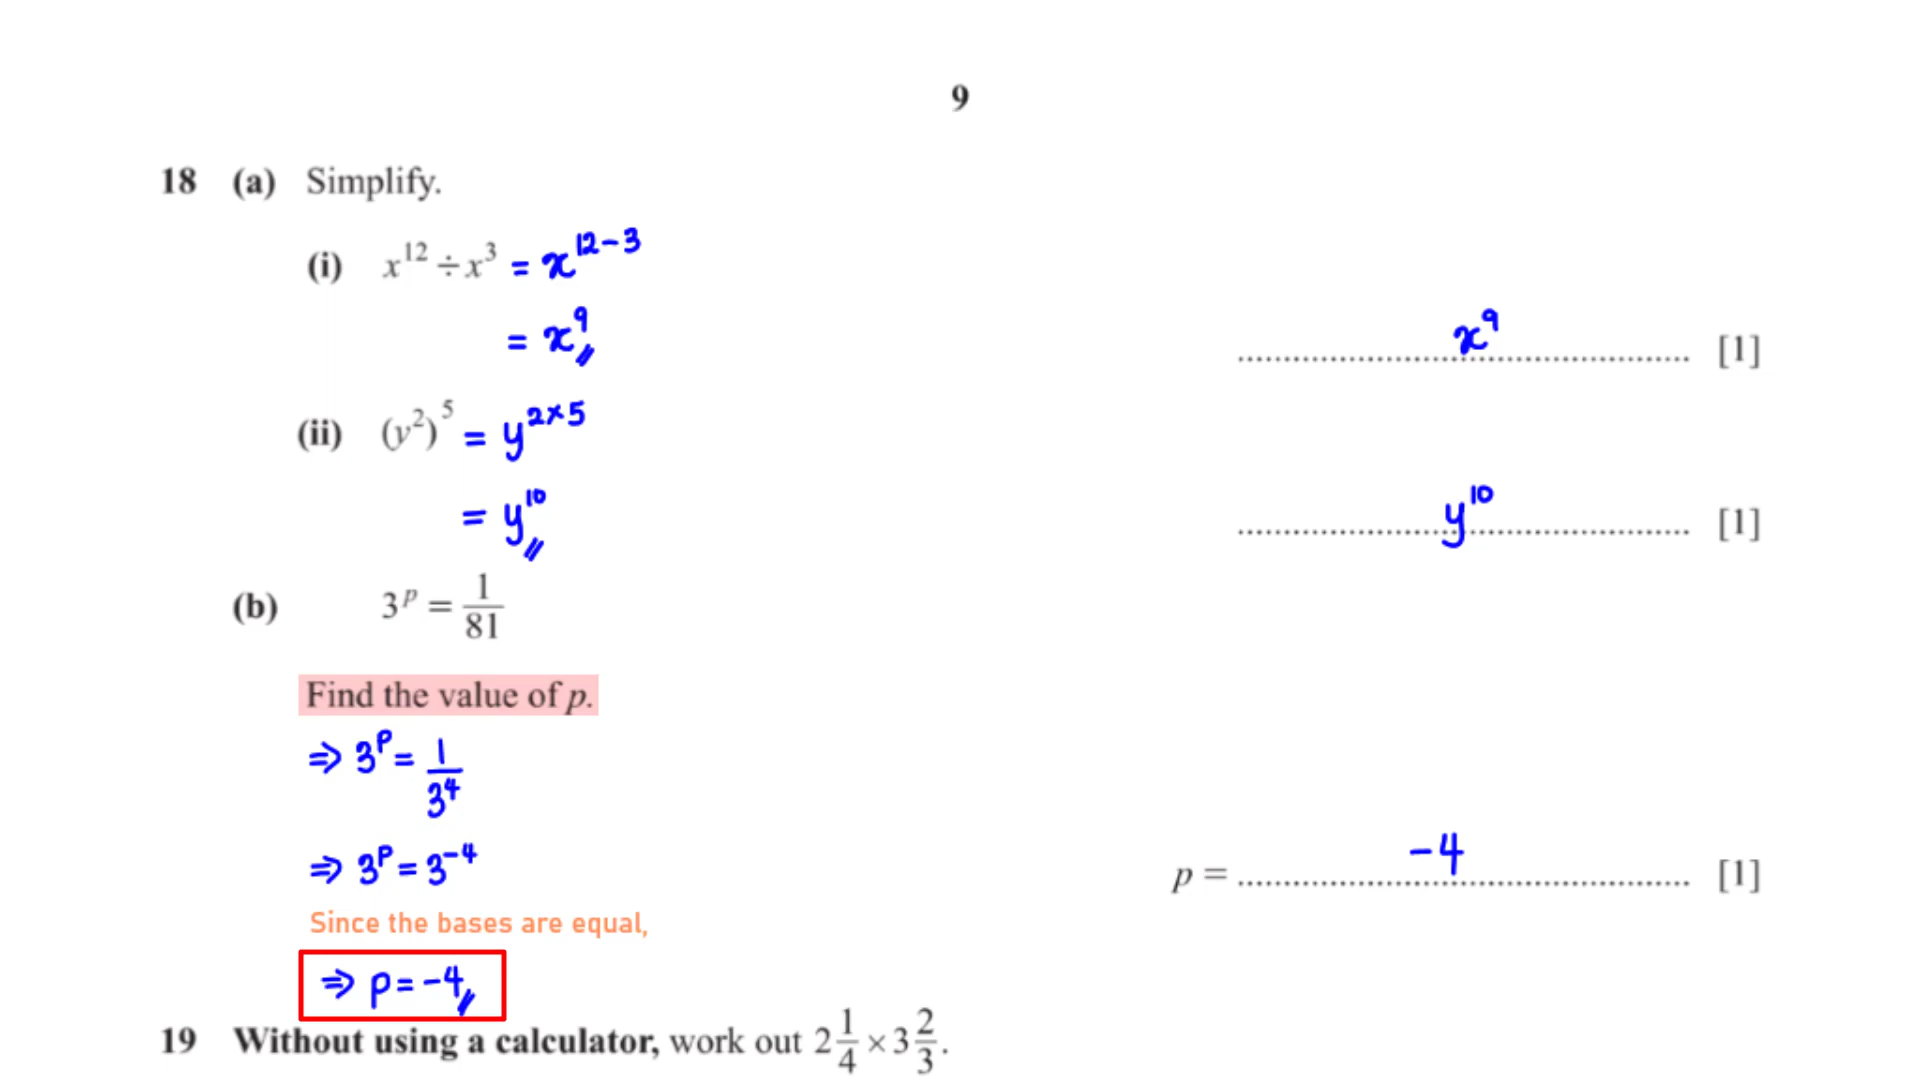 9
18 (a) Simplify.
(i) x¹² ÷ x³ = x¹²⁻³
= x⁹
x⁹ [1]
(ii) (y²)⁵ = y²ˣ⁵
= y¹⁰
y¹⁰ [1]
(b) 3ᵖ = 1/81
Find the value of p.
⇒ 3ᵖ = 1/3⁴
⇒ 3ᵖ = 3⁻⁴
p = -4 [1]
Since the bases are equal,
⇒ p = -4
19 Without using a calculator, work out 2 1/4 × 3 2/3.